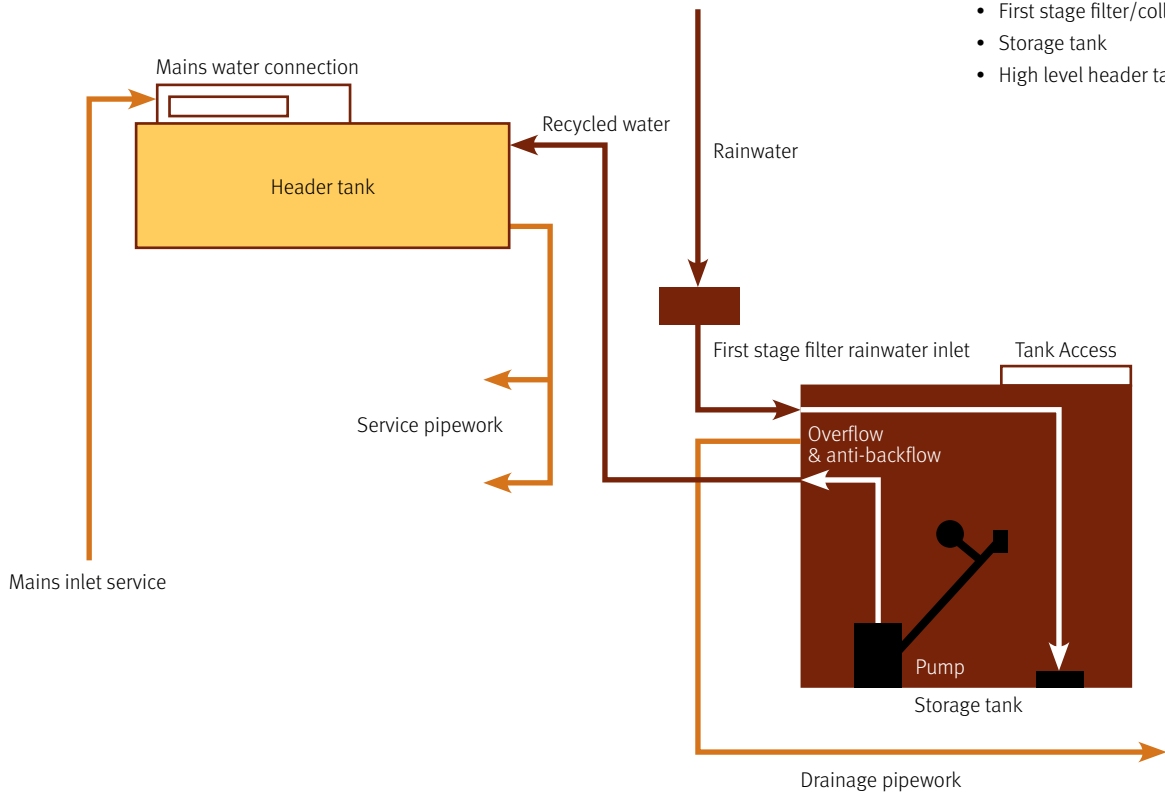 • First stage filter/coll
• Storage tank
• High level header ta
Mains water connection
Recycled water
Rainwater
Header tank
First stage filter rainwater inlet
Tank Access
Service pipework
Overflow
& anti-backflow
Mains inlet service
Pump
Storage tank
Drainage pipework